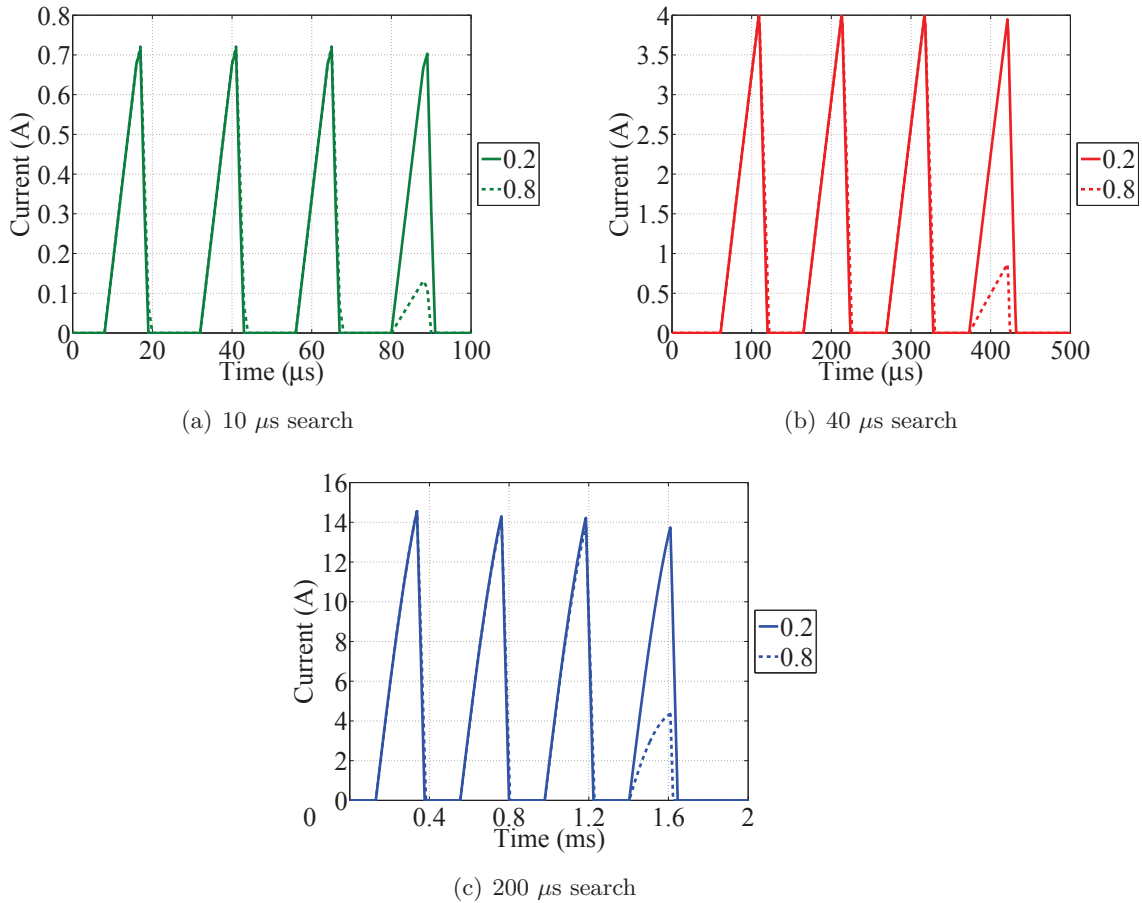 0.8
0.7
0.6
0.5
0.4
0.3
0.2
0.1
0
Current (A)
0 20 40 60 80 100
Time (μs)
0.2
0.8
(a) 10 μs search
4
3.5
3
2.5
2
1.5
1
0.5
0
Current (A)
0 100 200 300 400 500
Time (μs)
0.2
0.8
(b) 40 μs search
16
14
12
10
8
6
4
2
0
Current (A)
0 0.4 0.8 1.2 1.6 2
Time (ms)
0.2
0.8
(c) 200 μs search